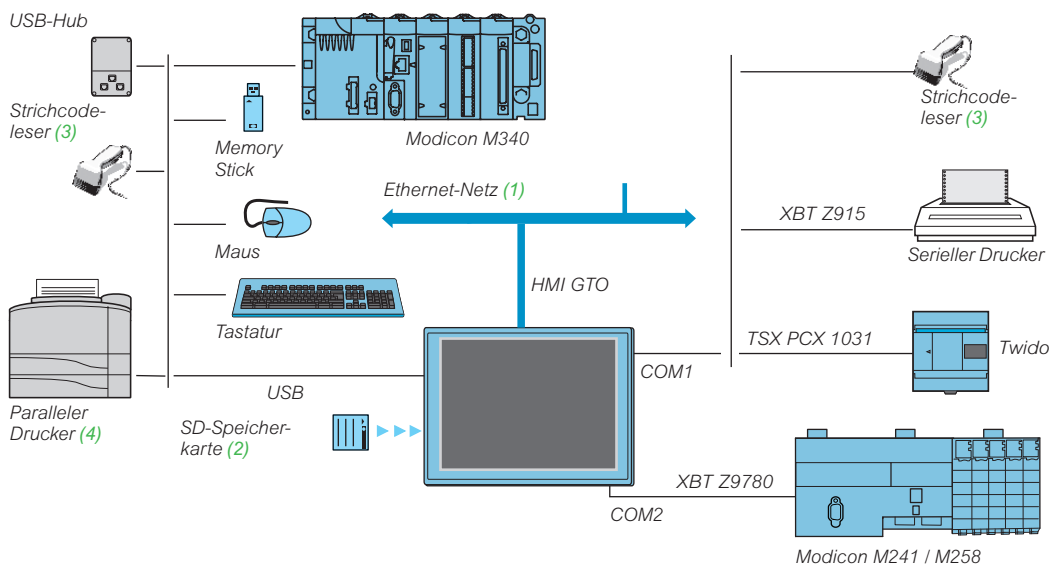 USB-Hub
Strichcode-
leser (3)
Memory
Stick
Modicon M340
Strichcode-
leser (3)
Ethernet-Netz (1)
XBT Z915
Maus
Serieller Drucker
HMI GTO
Tastatur
TSX PCX 1031
Twido
COM1
USB
Paralleler
Drucker (4)
SD-Speicher-
karte (2)
XBT Z9780
COM2
Modicon M241 / M258